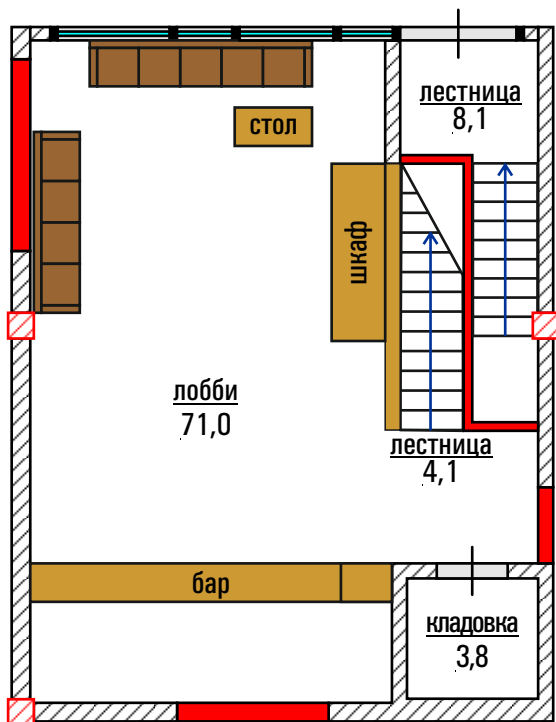 лестница
8,1
стол
шкаф
лобби
71,0
лестница
4,1
бар
кладовка
3,8